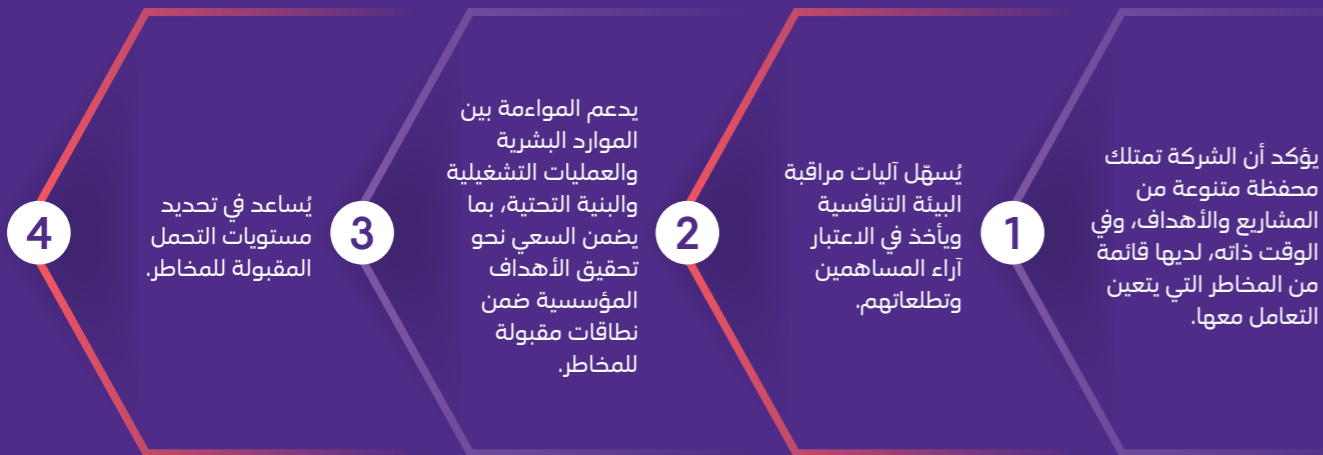 1
يؤكد أن الشركة تمتلك
محفظة متنوعة من
المشاريع والأهداف، وفي
الوقت ذاته، لديها قائمة
من المخاطر التي يتعين
التعامل معها.
2
يُسهّل آليات مراقبة
البيئة التنافسية
ويأخذ في الاعتبار
آراء المساهمين
وتطلعاتهم.
3
يدعم المواءمة بين
الموارد البشرية
والعمليات التشغيلية
والبنية التحتية، بما
يضمن السعي نحو
تحقيق الأهداف
المؤسسية ضمن
نطاقات مقبولة
للمخاطر.
4
يُساعد في تحديد
مستويات التحمل
المقبولة للمخاطر.